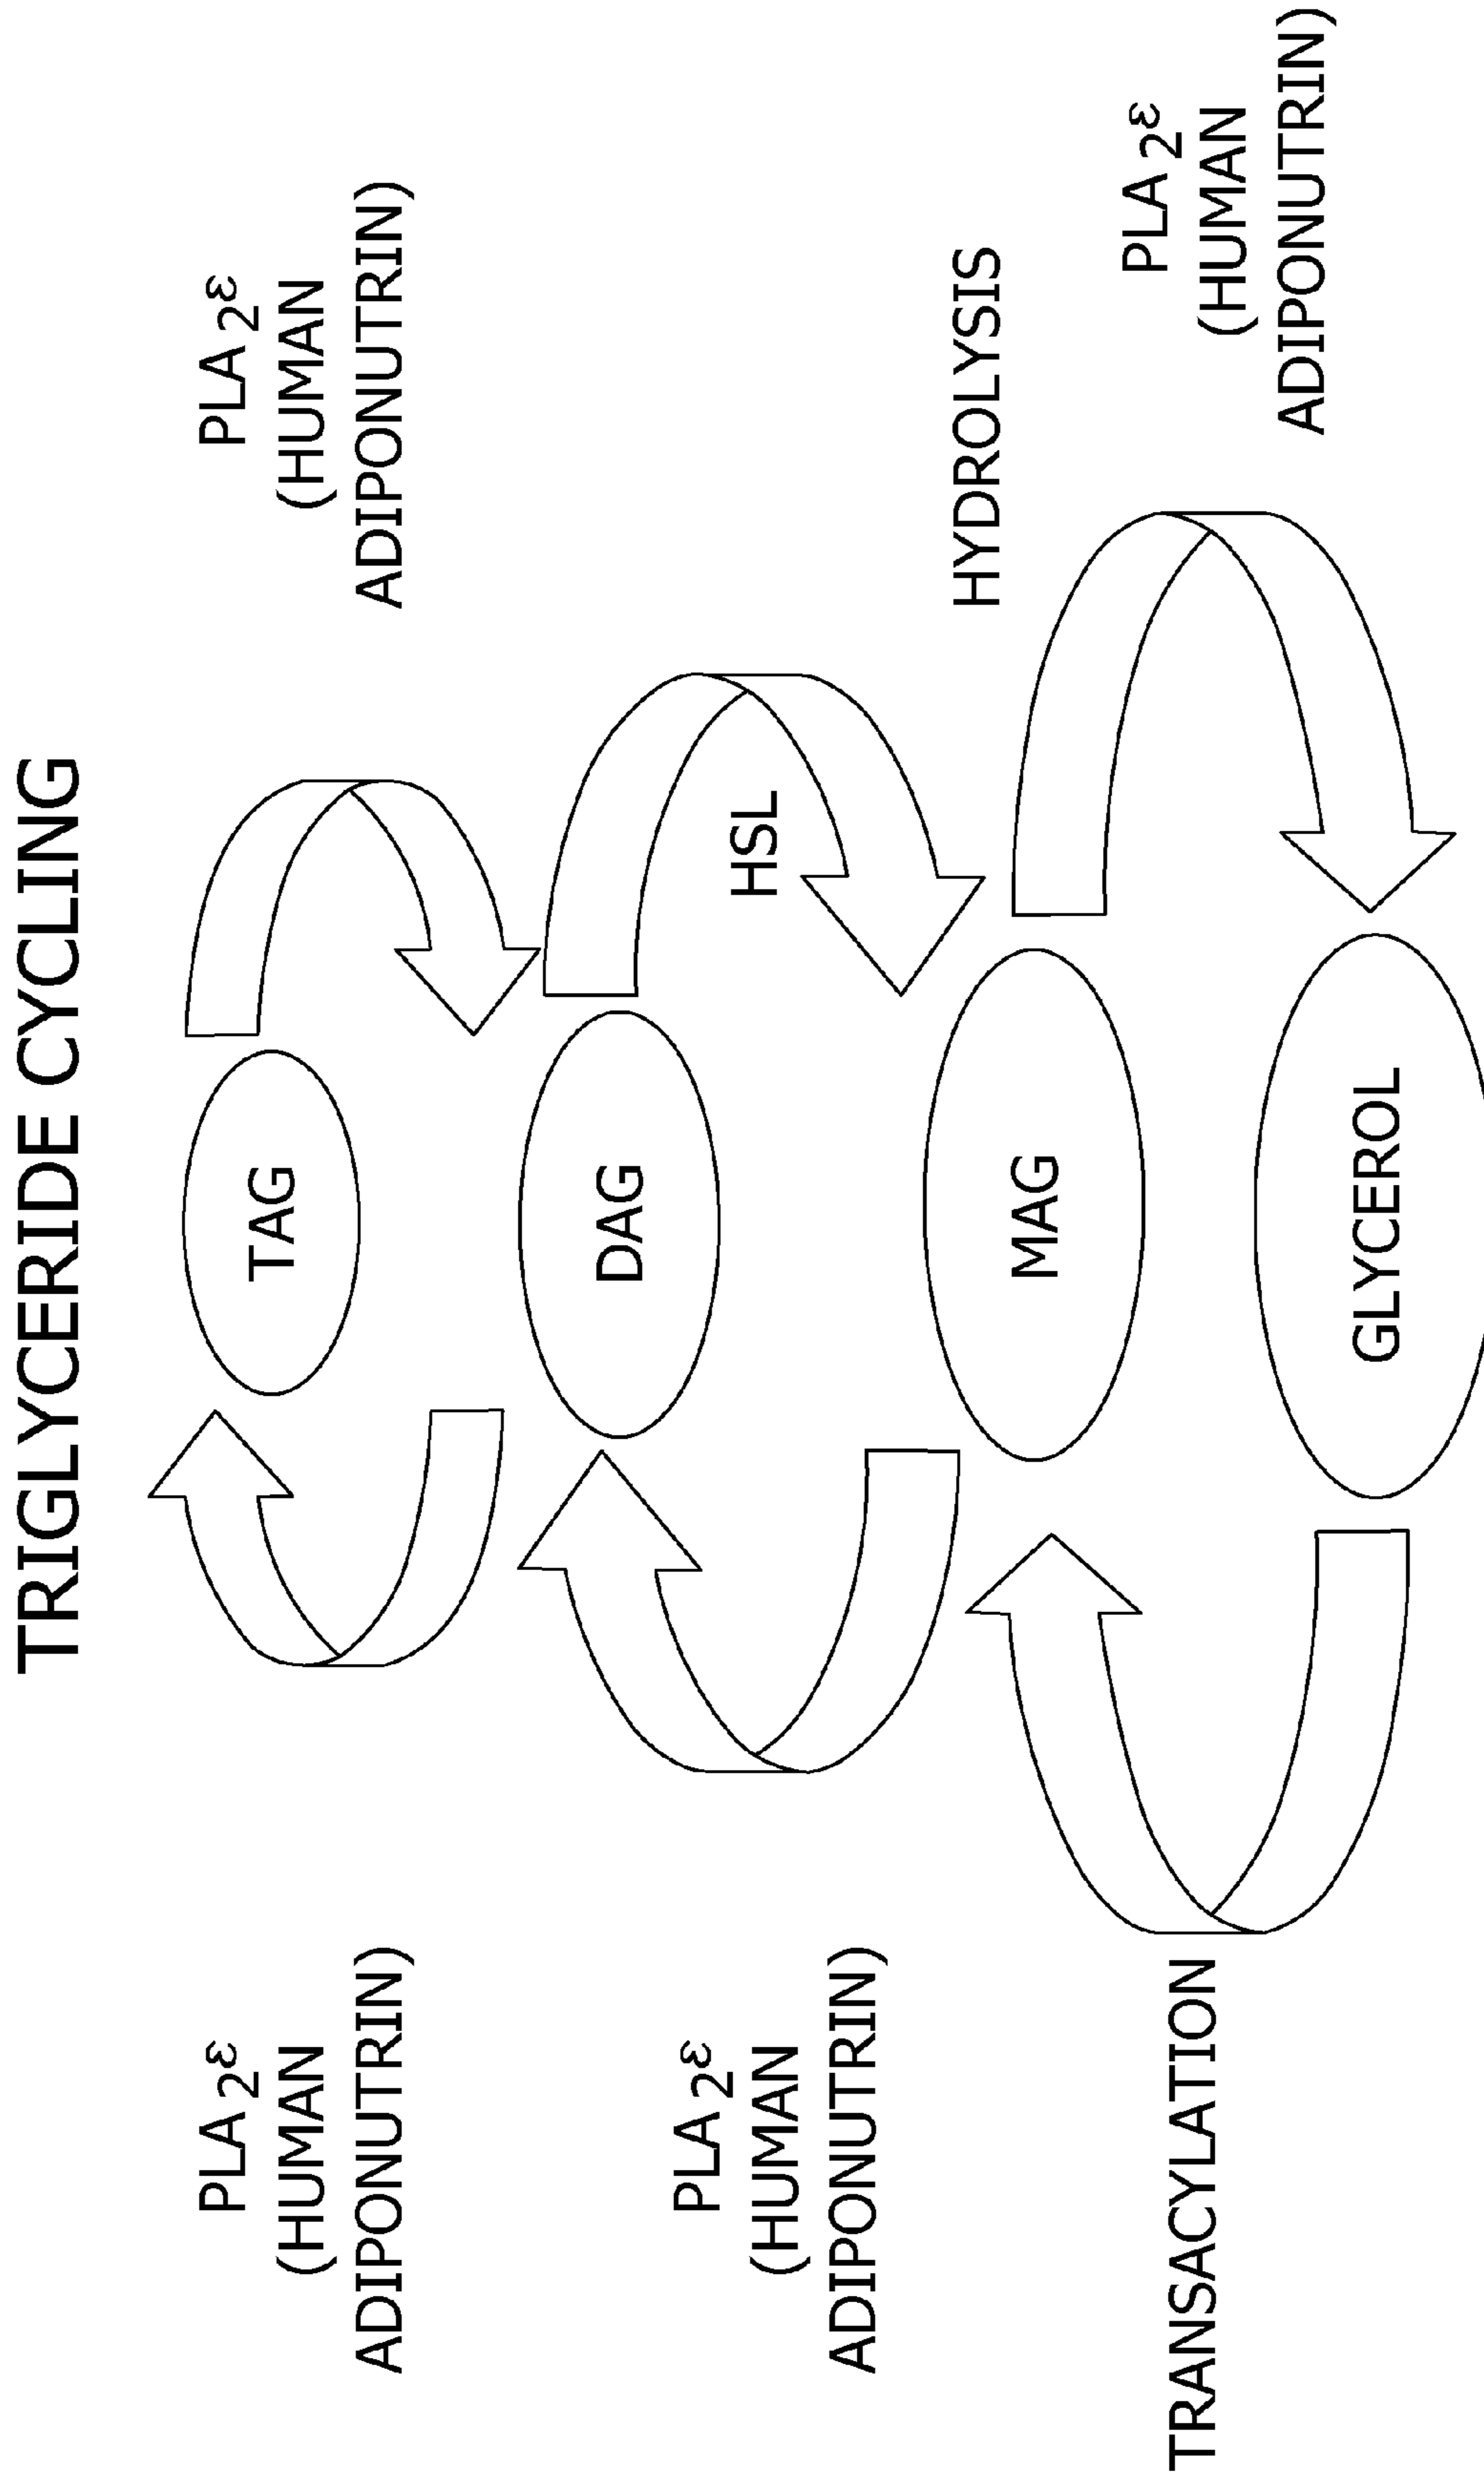 TRIGLYCERIDE CYCLING
PLA2ε
(HUMAN
ADIPONUTRIN)
TAG
PLA2ε
(HUMAN
ADIPONUTRIN)
PLA2ε
(HUMAN
ADIPONUTRIN)
DAG
HSL
HYDROLYSIS
TRANSACYLATION
MAG
PLA2ε
(HUMAN
ADIPONUTRIN)
GLYCEROL